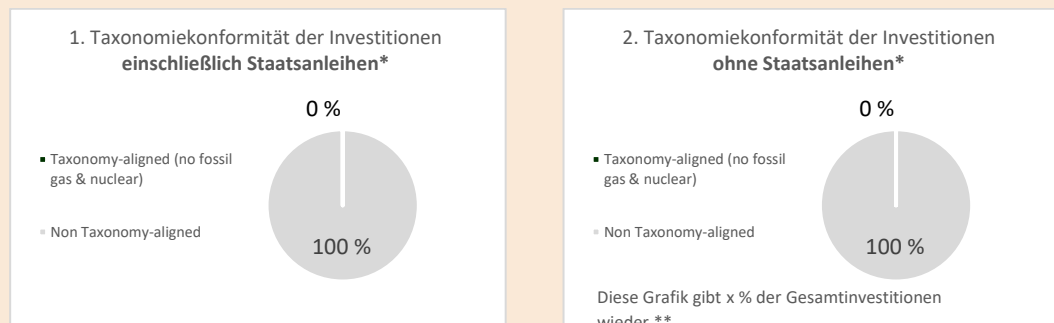 1. Taxonomiekonformität der Investitionen
einschließlich Staatsanleihen*
0 %
Taxonomy-aligned (no fossil
gas & nuclear)
Non Taxonomy-aligned
100 %
2. Taxonomiekonformität der Investitionen
ohne Staatsanleihen*
0 %
Taxonomy-aligned (no fossil
gas & nuclear)
Non Taxonomy-aligned
100 %
Diese Grafik gibt x % der Gesamtinvestitionen
wieder.**